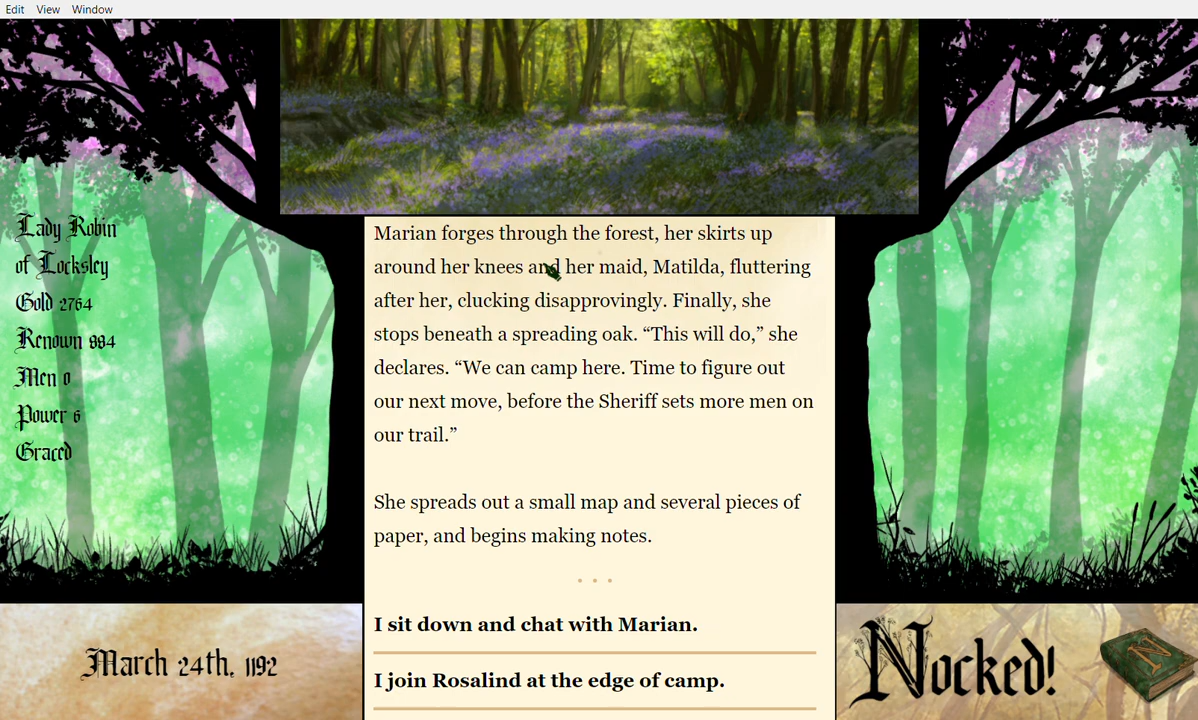 Edit View Window
Lady Robin
of Locksley
Gold 2764
Renown 884
Men 0
Power 6
Graced
Marian forges through the forest, her skirts up
around her knees and her maid, Matilda, fluttering
after her, clucking disapprovingly. Finally, she
stops beneath a spreading oak. “This will do,” she
declares. “We can camp here. Time to figure out
our next move, before the Sheriff sets more men on
our trail.”
She spreads out a small map and several pieces of
paper, and begins making notes.
• • •
I sit down and chat with Marian.
I join Rosalind at the edge of camp.
March 24th, 1192
Nocked!
N